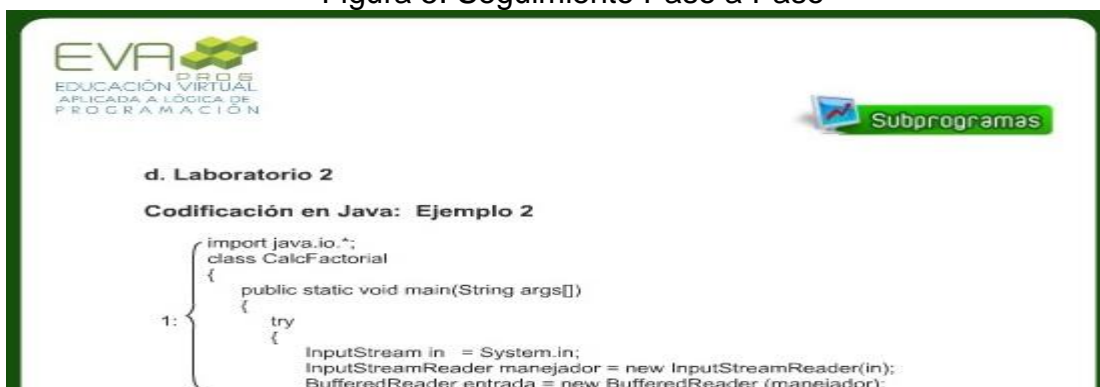 Figura 6. Seguimiento Paso a Paso
EVA
PROG
EDUCACIÓN VIRTUAL
APLICADA A LÓGICA DE
PROGRAMACIÓN
Subprogramas
d. Laboratorio 2
Codificación en Java: Ejemplo 2
import java.io.*;
class CalcFactorial
{
public static void main(String args[])
{
1:
try
{
InputStream in = System.in;
InputStreamReader manejador = new InputStreamReader(in);
BufferedReader entrada = new BufferedReader (manejador);